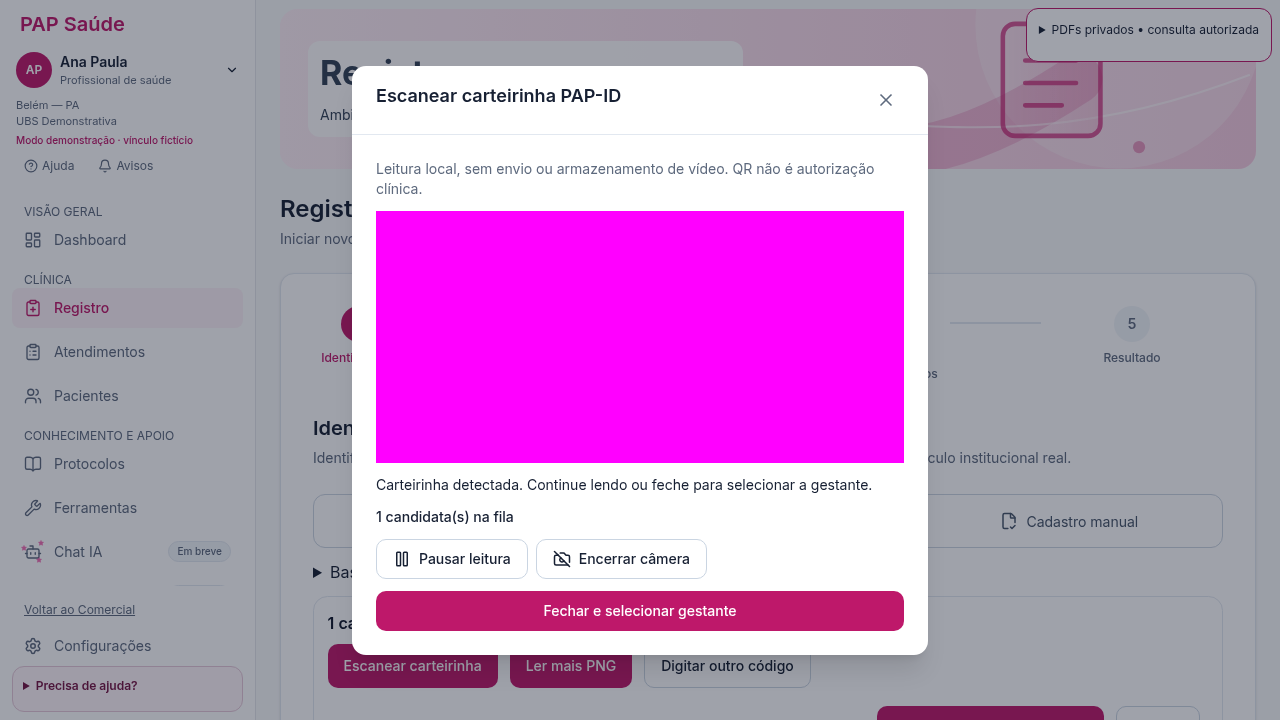 PAP Saúde
AP
Ana Paula
Profissional de saúde
Belém — PA
UBS Demonstrativa
Modo demonstração · vínculo fictício
Ajuda
Avisos
VISÃO GERAL
Dashboard
CLÍNICA
Registro
Atendimentos
Pacientes
CONHECIMENTO E APOIO
Protocolos
Ferramentas
Chat IA
Em breve
Voltar ao Comercial
Configurações
Precisa de ajuda?
PDFs privados • consulta autorizada
Escanear carteirinha PAP-ID
Leitura local, sem envio ou armazenamento de vídeo. QR não é autorização
clínica.
Carteirinha detectada. Continue lendo ou feche para selecionar a gestante.
1 candidata(s) na fila
Pausar leitura
Encerrar câmera
Fechar e selecionar gestante
Iniciar
5
Resultado
institucional real.
Cadastro manual
Escanear carteirinha
Ler mais PNG
Digitar outro código